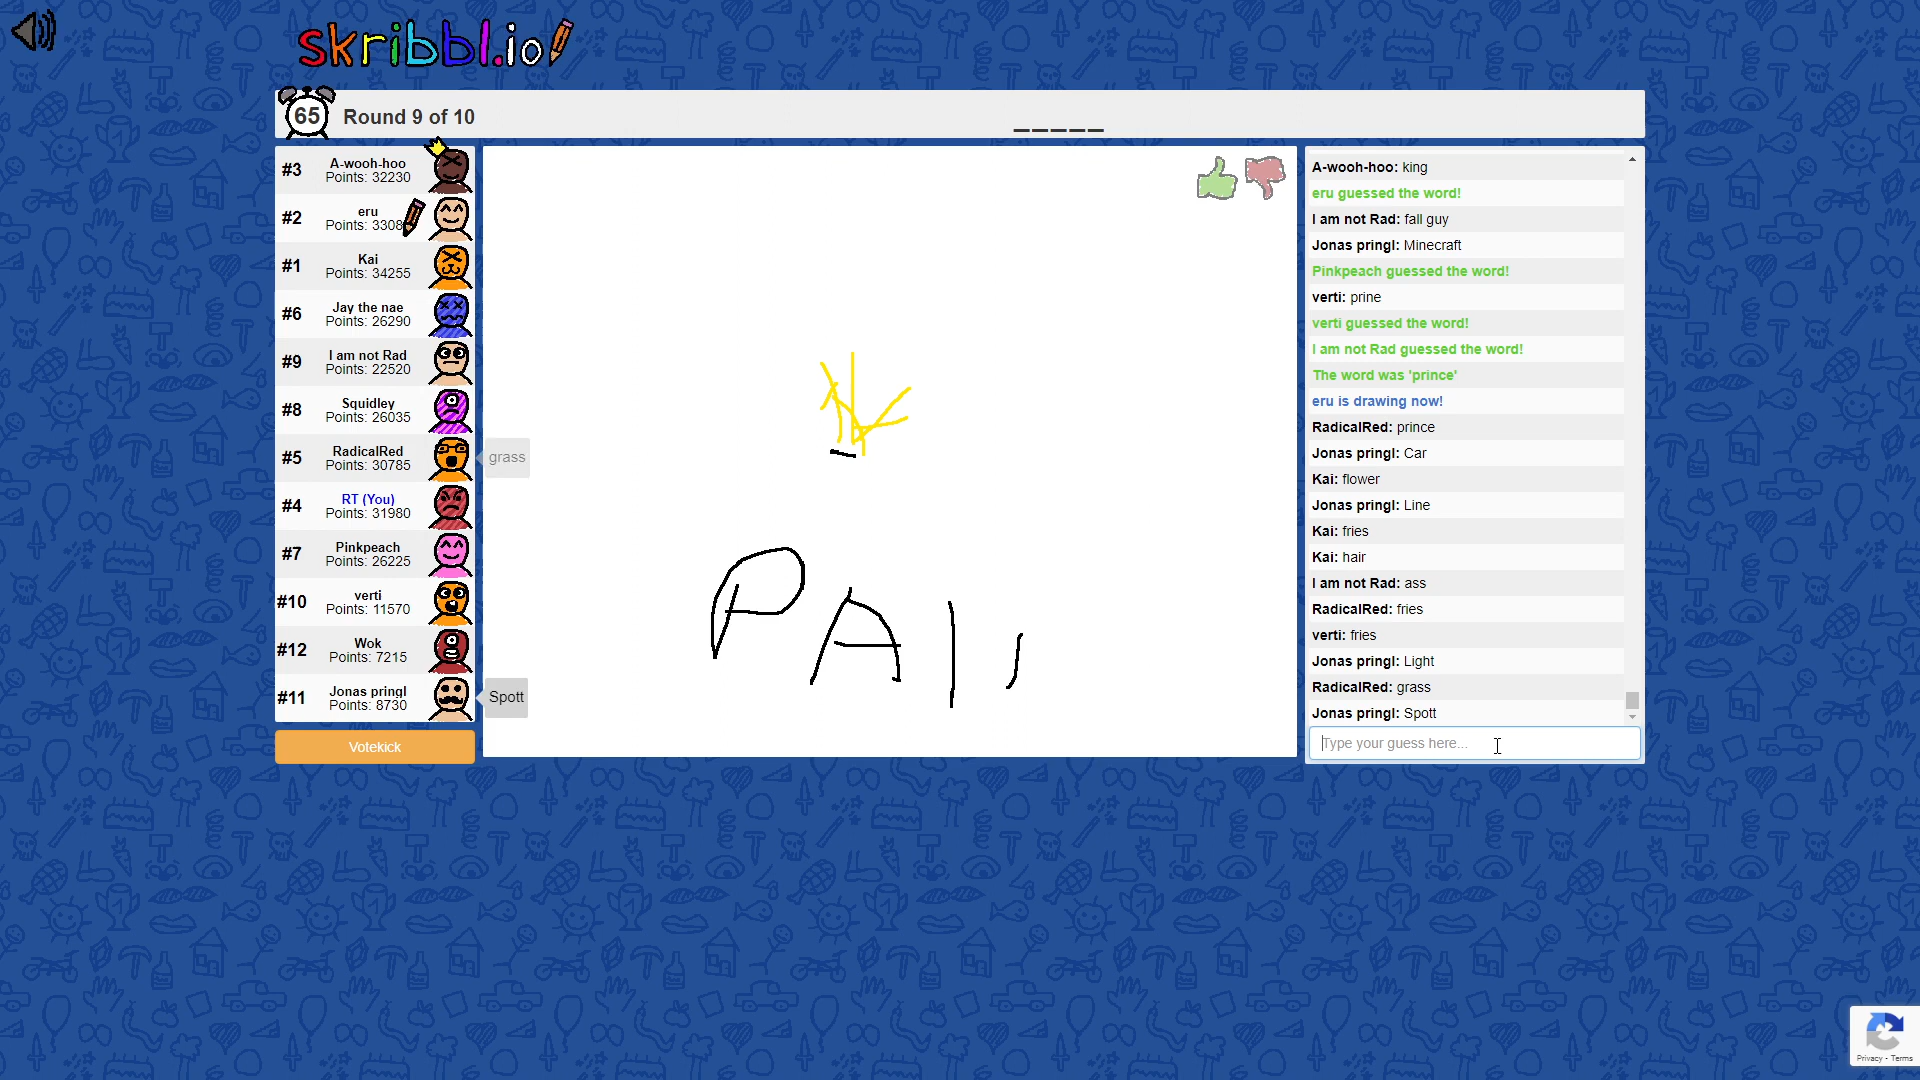 skribbl.io
65 Round 9 of 10
_____
#3 A-wooh-hoo
Points: 32230
#2 eru
Points: 3308
#1 Kai
Points: 34255
#6 Jay the nae
Points: 26290
#9 I am not Rad
Points: 22520
#8 Squidley
Points: 26035
#5 RadicalRed
Points: 30785
grass
#4 RT (You)
Points: 31980
#7 Pinkpeach
Points: 26225
#10 verti
Points: 11570
#12 Wok
Points: 7215
#11 Jonas pringl
Points: 8730
Spott
Votekick
PAI
A-wooh-hoo: king
eru guessed the word!
I am not Rad: fall guy
Jonas pringl: Minecraft
Pinkpeach guessed the word!
verti: prine
verti guessed the word!
I am not Rad guessed the word!
The word was 'prince'
eru is drawing now!
RadicalRed: prince
Jonas pringl: Car
Kai: flower
Jonas pringl: Line
Kai: fries
Kai: hair
I am not Rad: ass
RadicalRed: fries
verti: fries
Jonas pringl: Light
RadicalRed: grass
Jonas pringl: Spott
Type your guess here...
Privacy - Terms